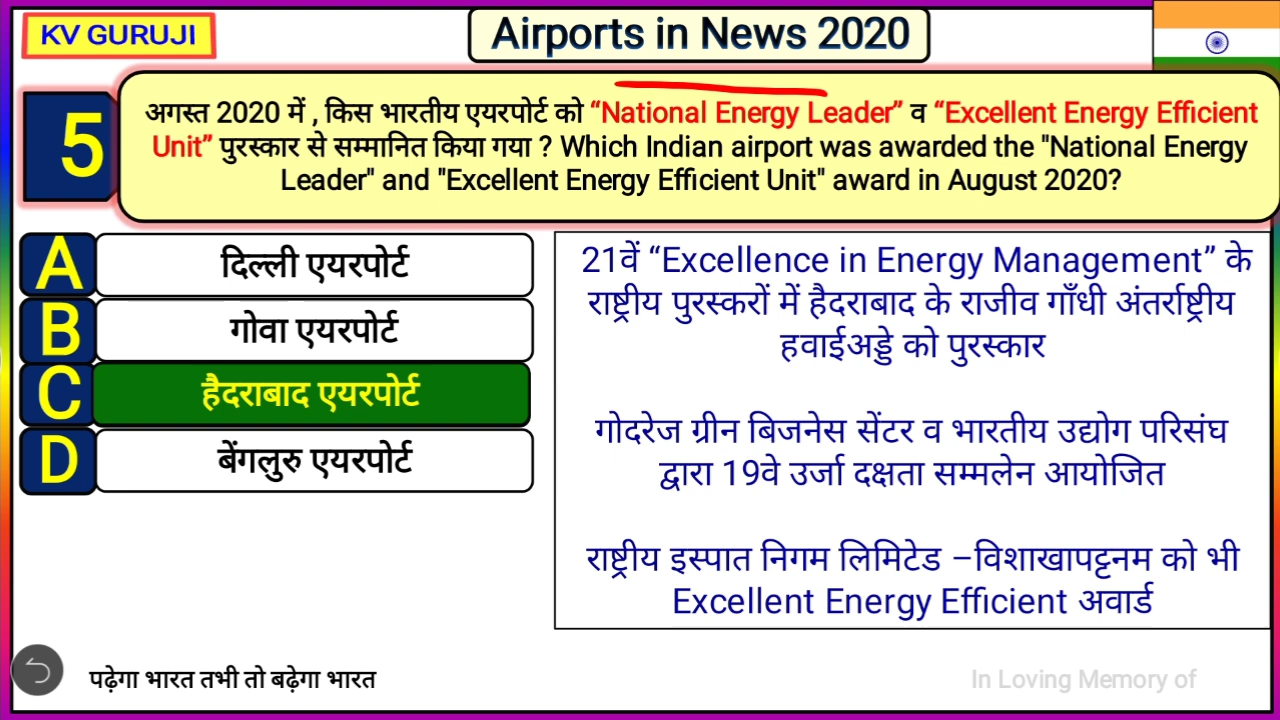 KV GURUJI
Airports in News 2020
5
अगस्त 2020 में , किस भारतीय एयरपोर्ट को “National Energy Leader” व “Excellent Energy Efficient
Unit” पुरस्कार से सम्मानित किया गया ? Which Indian airport was awarded the "National Energy
Leader" and "Excellent Energy Efficient Unit" award in August 2020?
A
दिल्ली एयरपोर्ट
B
गोवा एयरपोर्ट
C
हैदराबाद एयरपोर्ट
D
बेंगलुरु एयरपोर्ट
21वें “Excellence in Energy Management” के
राष्ट्रीय पुरस्करों में हैदराबाद के राजीव गाँधी अंतर्राष्ट्रीय
हवाईअड्डे को पुरस्कार
गोदरेज ग्रीन बिजनेस सेंटर व भारतीय उद्योग परिसंघ
द्वारा 19वे उर्जा दक्षता सम्मलेन आयोजित
राष्ट्रीय इस्पात निगम लिमिटेड –विशाखापट्टनम को भी
Excellent Energy Efficient अवार्ड
पढ़ेगा भारत तभी तो बढ़ेगा भारत
In Loving Memory of